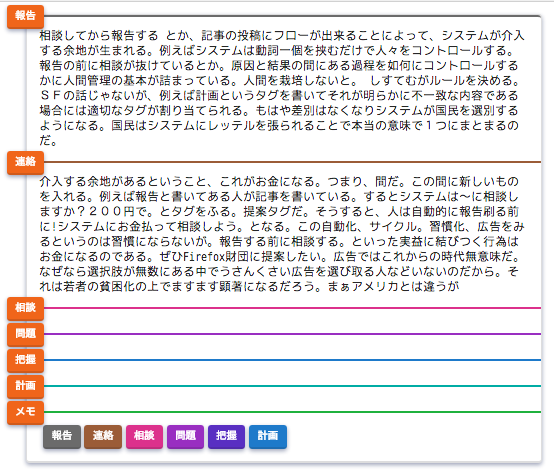 報告
相談してから報告する とか、記事の投稿にフローが出来ることによって、システムが介入
する余地が生まれる。例えばシステムは動詞一個を挟むだけで人々をコントロールする。
報告の前に相談が抜けているとか。原因と結果の間にある過程を如何にコントロールする
かに人間管理の基本が詰まっている。人間を栽培しないと。 しすてむがルールを決める。
ＳＦの話じゃないが、例えば計画というタグを書いてそれが明らかに不一致な内容である
場合には適切なタグが割り当てられる。もはや差別はなくなりシステムが国民を選別する
ようになる。国民はシステムにレッテルを張られることで本当の意味で１つにまとまるの
だ。
連絡
介入する余地があるということ、これがお金になる。つまり、間だ。この間に新しいもの
を入れる。例えば報告と書いてある人が記事を書いている。するとシステムは～に相談し
ますか？２００円で。とタグをふる。提案タグだ。そうすると、人は自動的に報告刷る前
に!システムにお金払って相談しよう。となる。この自動化、サイクル。習慣化、広告をみ
るというのは習慣にならないが。報告する前に相談する。といった実益に結びつく行為は
お金になるのである。ぜひFirefox財団に提案したい。広告ではこれからの時代無意味だ。
なぜなら選択肢が無数にある中でうさんくさい広告を選び取る人などいないのだから。そ
れは若者の貧困化の上でますます顕著になるだろう。まぁアメリカとは違うが
相談
問題
把握
計画
メモ
報告 連絡 相談 問題 把握 計画